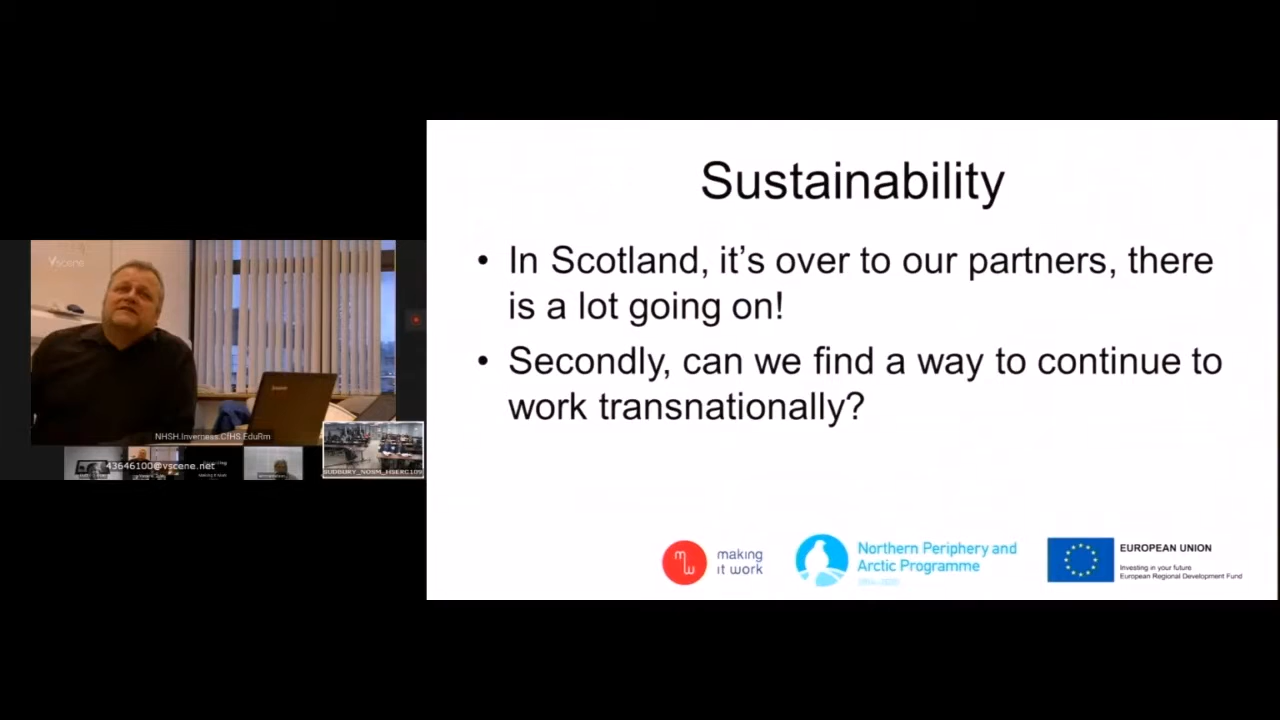 Sustainability
• In Scotland, it’s over to our partners, there
is a lot going on!
• Secondly, can we find a way to continue to
work transnationally?
making
it work
Northern Periphery and
Arctic Programme
EUROPEAN UNION
Investing in your future
European Regional Development Fund
Vscene
NHSH.Inverness.CfHS.EduRm
43646100@vscene.net
SUDBURY_NOSM_HSERC109